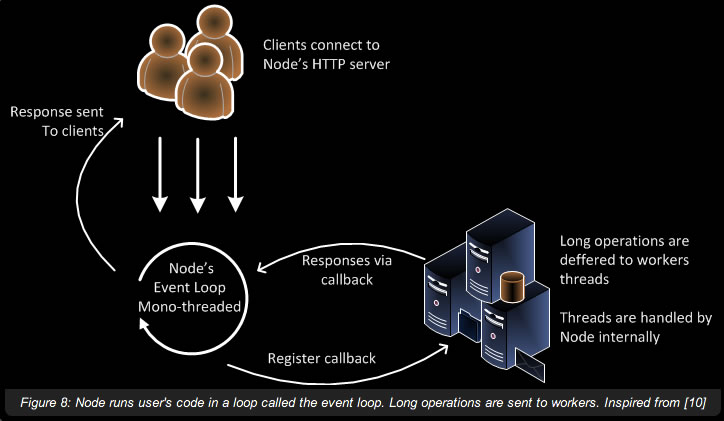 Clients connect to
Node's HTTP server
Response sent
To clients
Node's
Event Loop
Mono-threaded
Responses via
callback
Register callback
Long operations are
deffered to workers
threads
Threads are handled by
Node internally
Figure 8: Node runs user's code in a loop called the event loop. Long operations are sent to workers. Inspired from [10]